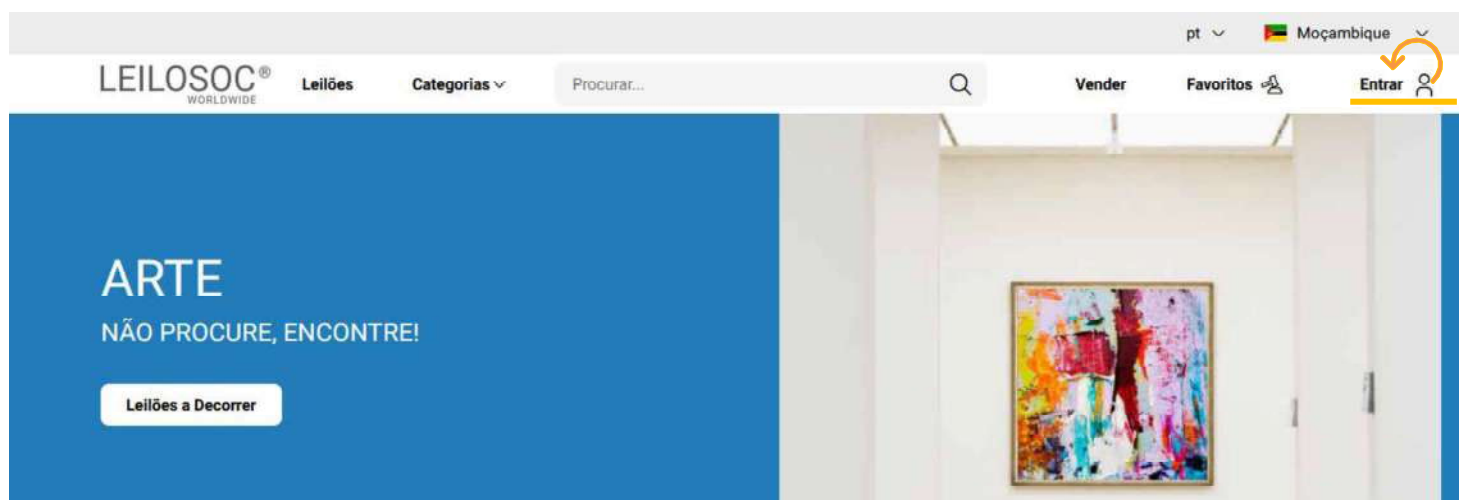 pt Moçambique
LEILOSOC®
WORLDWIDE
Leilões Categorias Procurar... Vender Favoritos Entrar
ARTE
NÃO PROCURE, ENCONTRE!
Leilões a Decorrer